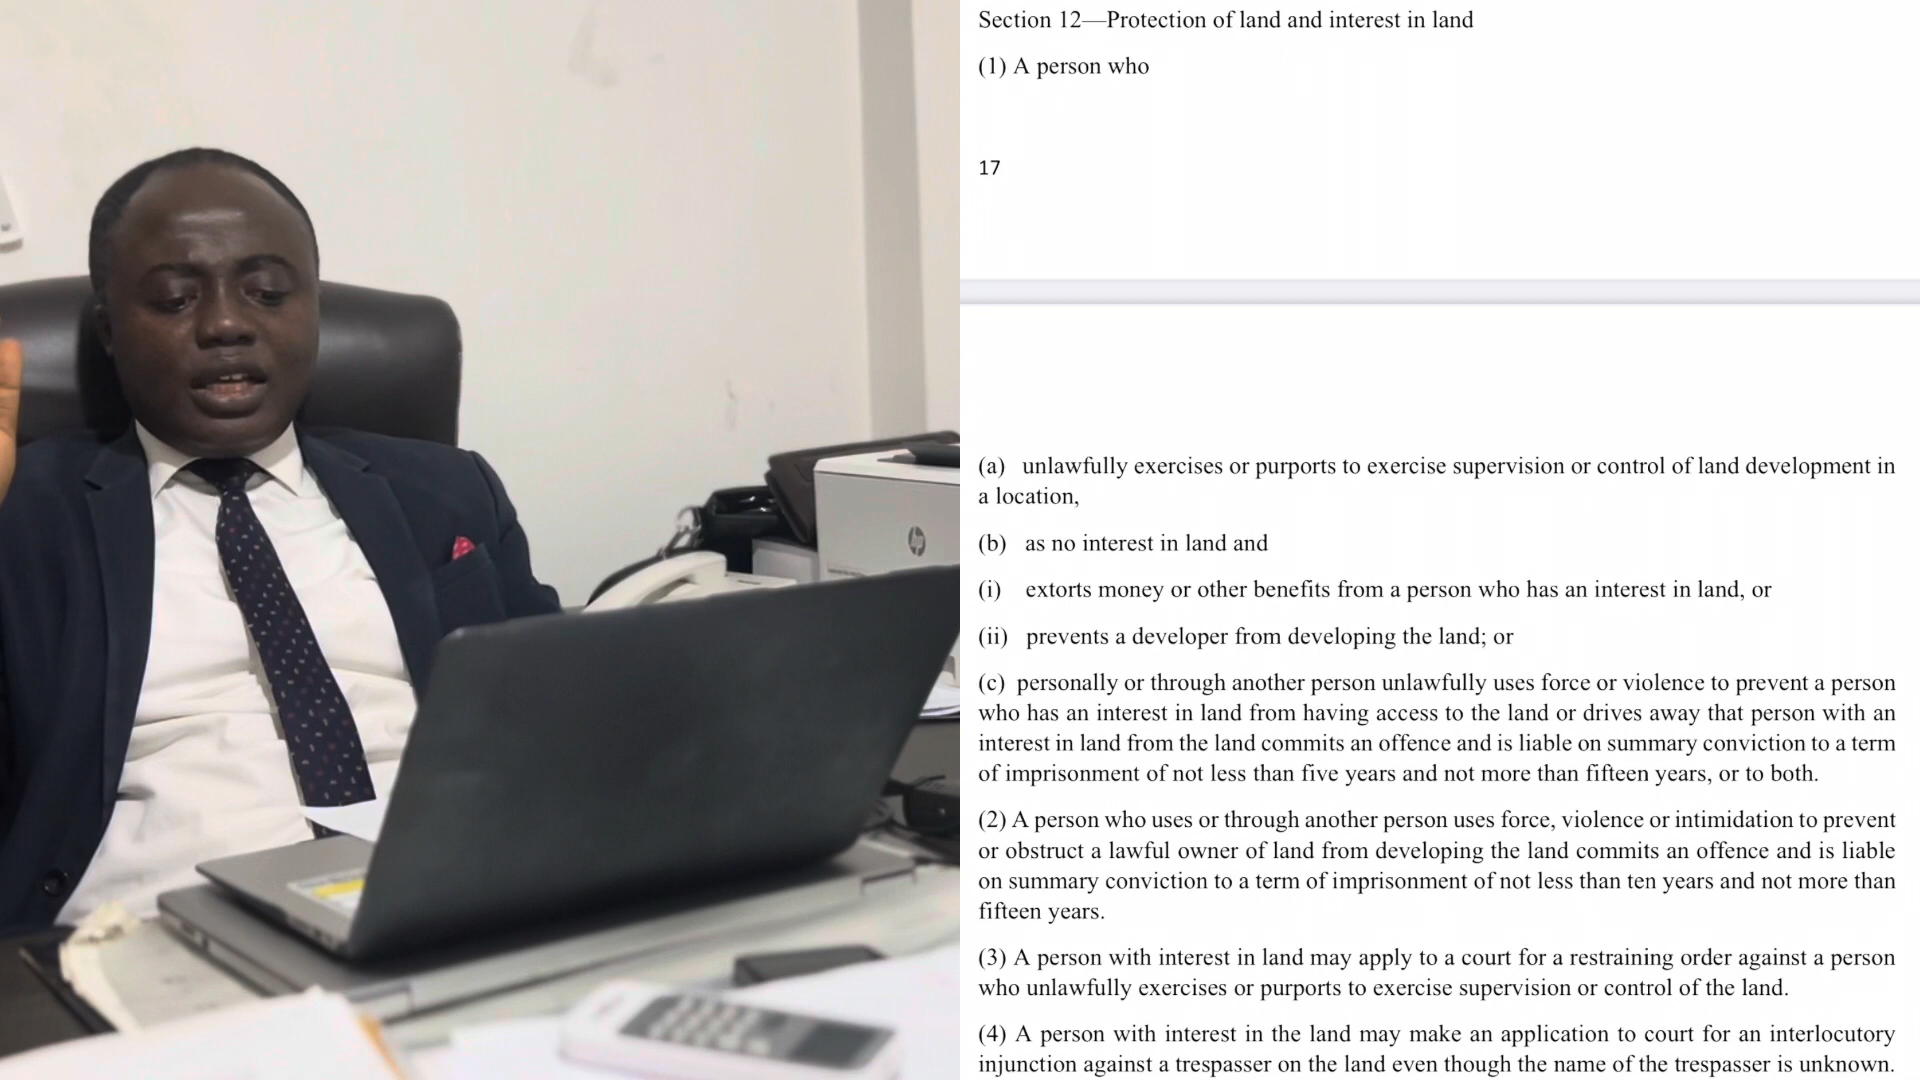 Section 12—Protection of land and interest in land
(1) A person who
17
(a) unlawfully exercises or purports to exercise supervision or control of land development in
a location,
(b) as no interest in land and
(i) extorts money or other benefits from a person who has an interest in land, or
(ii) prevents a developer from developing the land; or
(c) personally or through another person unlawfully uses force or violence to prevent a person
who has an interest in land from having access to the land or drives away that person with an
interest in land from the land commits an offence and is liable on summary conviction to a term
of imprisonment of not less than five years and not more than fifteen years, or to both.
(2) A person who uses or through another person uses force, violence or intimidation to prevent
or obstruct a lawful owner of land from developing the land commits an offence and is liable
on summary conviction to a term of imprisonment of not less than ten years and not more than
fifteen years.
(3) A person with interest in land may apply to a court for a restraining order against a person
who unlawfully exercises or purports to exercise supervision or control of the land.
(4) A person with interest in the land may make an application to court for an interlocutory
injunction against a trespasser on the land even though the name of the trespasser is unknown.
hp